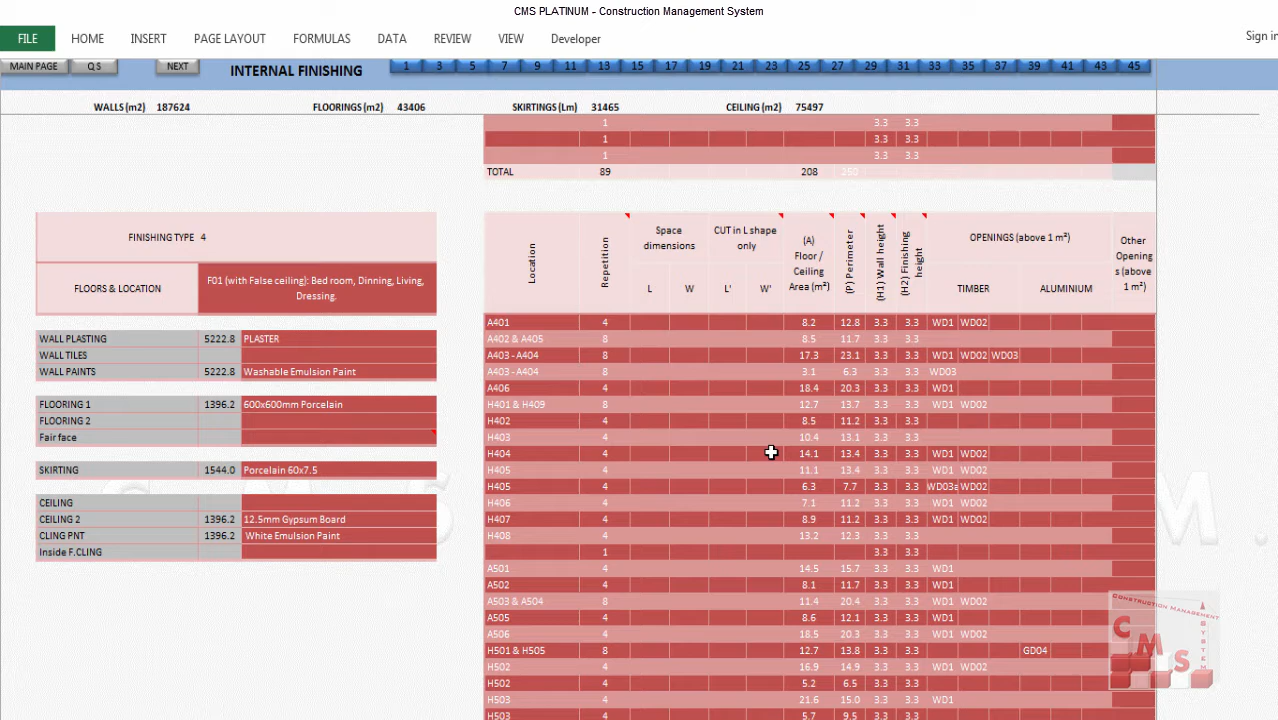 CMS PLATINUM - Construction Management System
FILE HOME INSERT PAGE LAYOUT FORMULAS DATA REVIEW VIEW Developer Sign in
MAIN PAGE Q S NEXT INTERNAL FINISHING 1 3 5 7 9 11 13 15 17 19 21 23 25 27 29 31 33 35 37 39 41 43 45
WALLS (m2) 187624 FLOORINGS (m2) 43406 SKIRTINGS (Lm) 31465 CEILING (m2) 75497
1 3.3 3.3
1 3.3 3.3
1 3.3 3.3
TOTAL 89 208 250
FINISHING TYPE 4
FLOORS & LOCATION
F01 (with False ceiling): Bed room, Dinning, Living,
Dressing.
WALL PLASTING 5222.8 PLASTER
WALL TILES
WALL PAINTS 5222.8 Washable Emulsion Paint
FLOORING 1 1396.2 600x600mm Porcelain
FLOORING 2
Fair face
SKIRTING 1544.0 Porcelain 60x7.5
CEILING
CEILING 2 1396.2 12.5mm Gypsum Board
CLING PNT 1396.2 White Emulsion Paint
Inside F.CLING
Location
Repetition
Space
dimensions
L W
CUT in L shape
only
L' W'
(A)
Floor /
Ceiling
Area (m²)
(P) Perimeter
(H1) Wall height
(H2) Finishing
height
OPENINGS (above 1 m²)
TIMBER ALUMINIUM
Other
Opening
s (above
1 m²)
A401 4 8.2 12.8 3.3 3.3 WD1 WD02
A402 & A405 8 8.5 11.7 3.3 3.3
A403 - A404 8 17.3 23.1 3.3 3.3 WD1 WD02 WD03
A403 - A404 8 3.1 6.3 3.3 3.3 WD03
A406 4 18.4 20.3 3.3 3.3 WD1
H401 & H409 8 12.7 13.7 3.3 3.3 WD1 WD02
H402 4 8.5 11.2 3.3 3.3
H403 4 10.4 13.1 3.3 3.3
H404 4 14.1 13.4 3.3 3.3 WD1 WD02
H405 4 11.1 13.4 3.3 3.3 WD1 WD02
H405 4 6.3 7.7 3.3 3.3 WD03a WD02
H406 4 7.1 11.2 3.3 3.3 WD1 WD02
H407 4 8.9 11.2 3.3 3.3 WD1 WD02
H408 4 13.2 12.3 3.3 3.3
1 3.3 3.3
A501 4 14.5 15.7 3.3 3.3 WD1
A502 4 8.1 11.7 3.3 3.3 WD1
A503 & A504 8 11.4 20.4 3.3 3.3 WD1 WD02
A505 4 8.6 12.1 3.3 3.3 WD1
A506 4 18.5 20.3 3.3 3.3 WD1 WD02
H501 & H505 8 12.7 13.8 3.3 3.3 GD04
H502 4 16.9 14.9 3.3 3.3 WD1 WD02
H502 4 5.2 6.5 3.3 3.3
H503 4 21.6 15.0 3.3 3.3 WD1
H503 4 5.7 9.5 3.3 3.3
CONSTRUCTION MANAGEMENT
SYSTEM
CMS